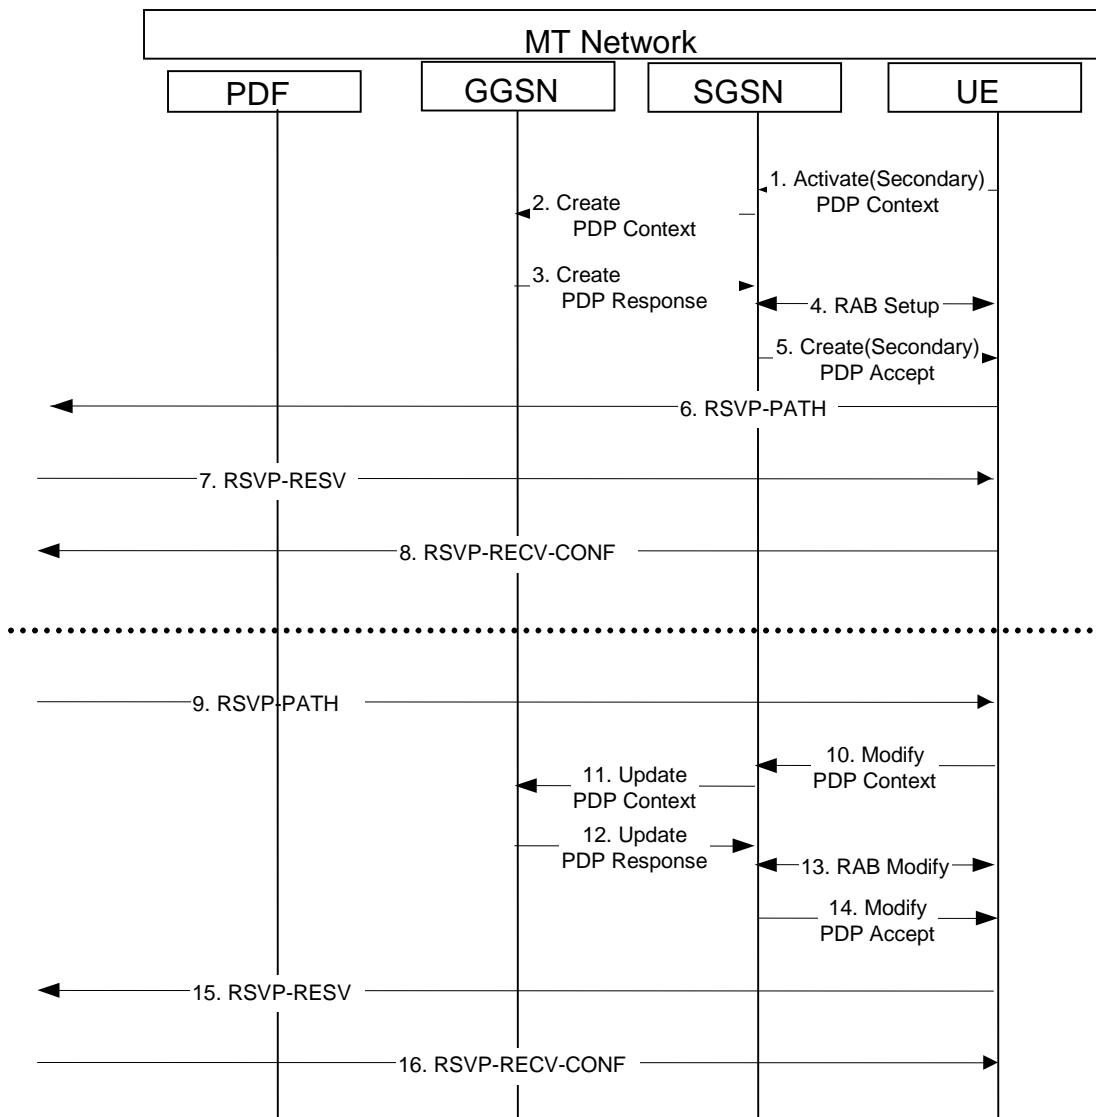 MT Network
PDF
GGSN
SGSN
UE
1. Activate(Secondary)
PDP Context
2. Create
PDP Context
3. Create
PDP Response
4. RAB Setup
5. Create(Secondary)
PDP Accept
6. RSVP-PATH
7. RSVP-RESV
8. RSVP-RECV-CONF
9. RSVP-PATH
10. Modify
PDP Context
11. Update
PDP Context
12. Update
PDP Response
13. RAB Modify
14. Modify
PDP Accept
15. RSVP-RESV
16. RSVP-RECV-CONF